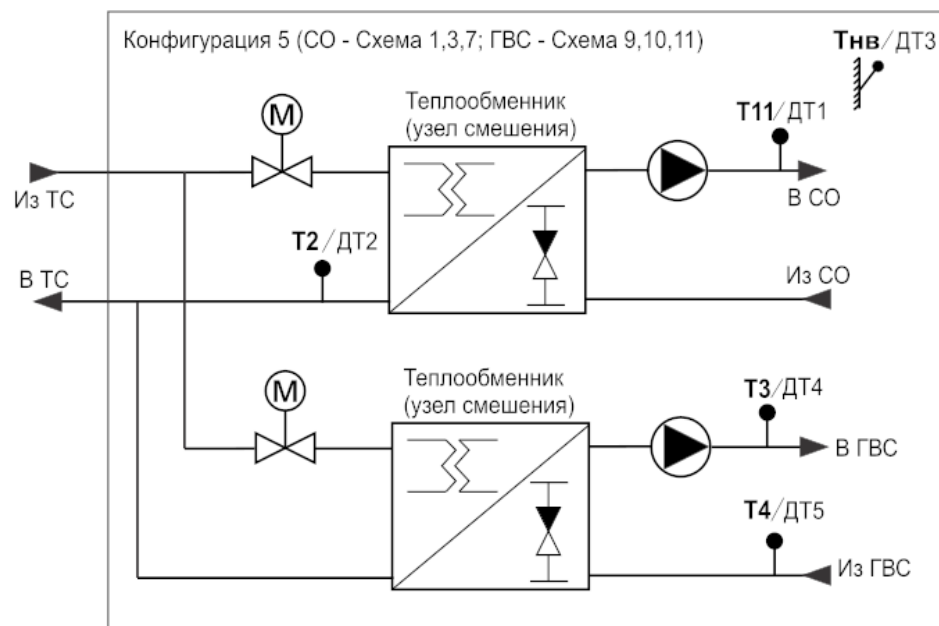 Конфигурация 5 (СО - Схема 1,3,7; ГВС - Схема 9,10,11)
Тнв/ДТ3
Теплообменник
(узел смешения)
Т11/ДТ1
М
Из ТС
В СО
Т2/ДТ2
В ТС
Из СО
Теплообменник
(узел смешения)
Т3/ДТ4
М
В ГВС
Т4/ДТ5
Из ГВС